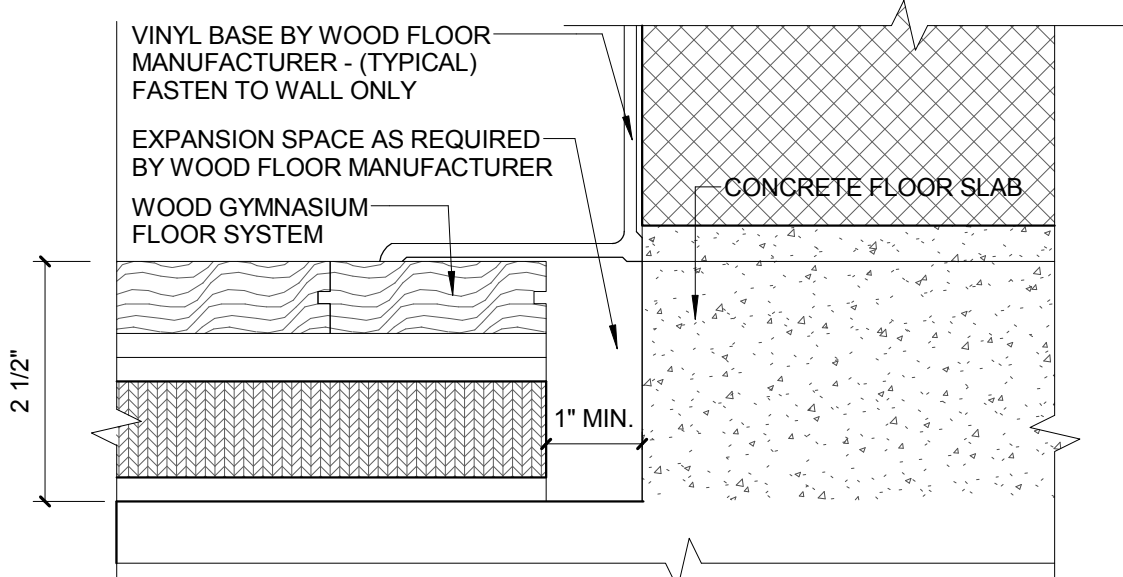 VINYL BASE BY WOOD FLOOR
MANUFACTURER - (TYPICAL)
FASTEN TO WALL ONLY
EXPANSION SPACE AS REQUIRED
BY WOOD FLOOR MANUFACTURER
WOOD GYMNASIUM
FLOOR SYSTEM
CONCRETE FLOOR SLAB
2 1/2"
1" MIN.